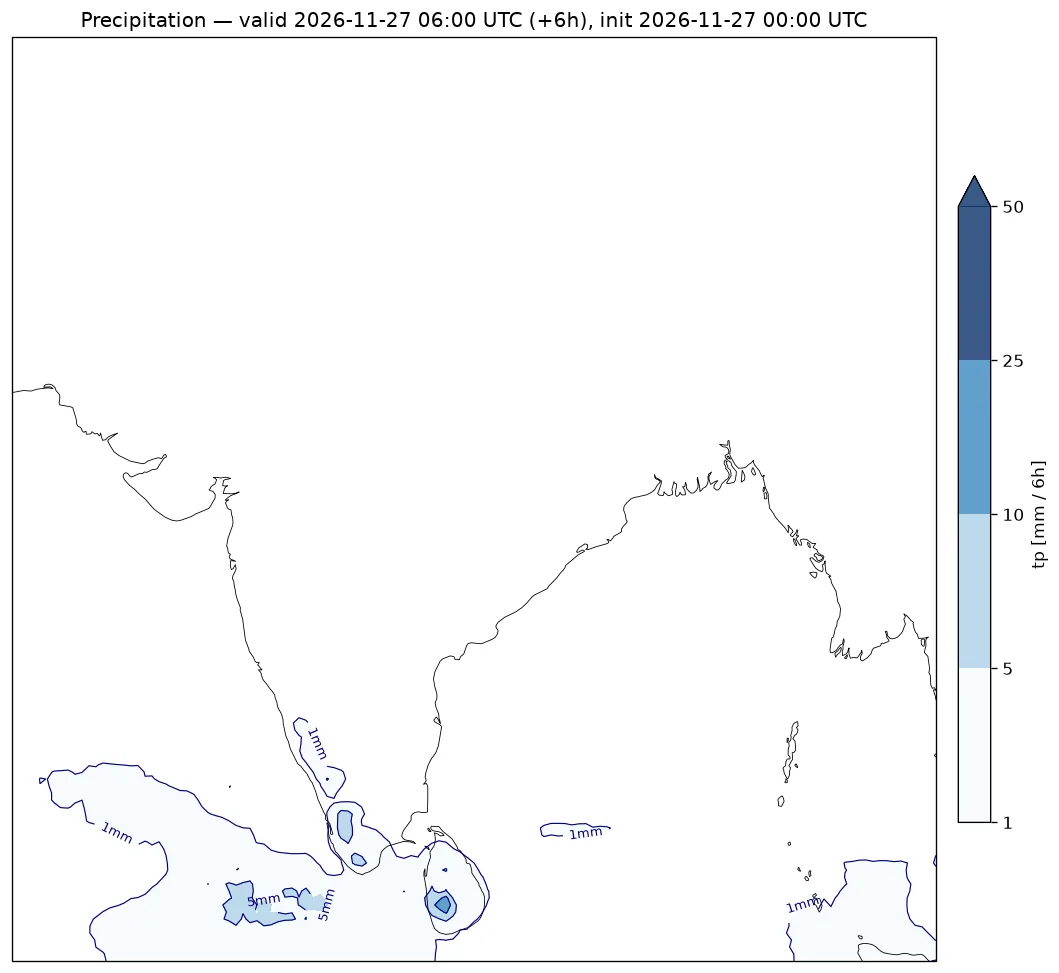 Precipitation — valid 2026-11-27 06:00 UTC (+6h), init 2026-11-27 00:00 UTC
50
25
10
5
1
tp [mm / 6h]
1mm
1mm
1mm
5mm
5mm
1mm